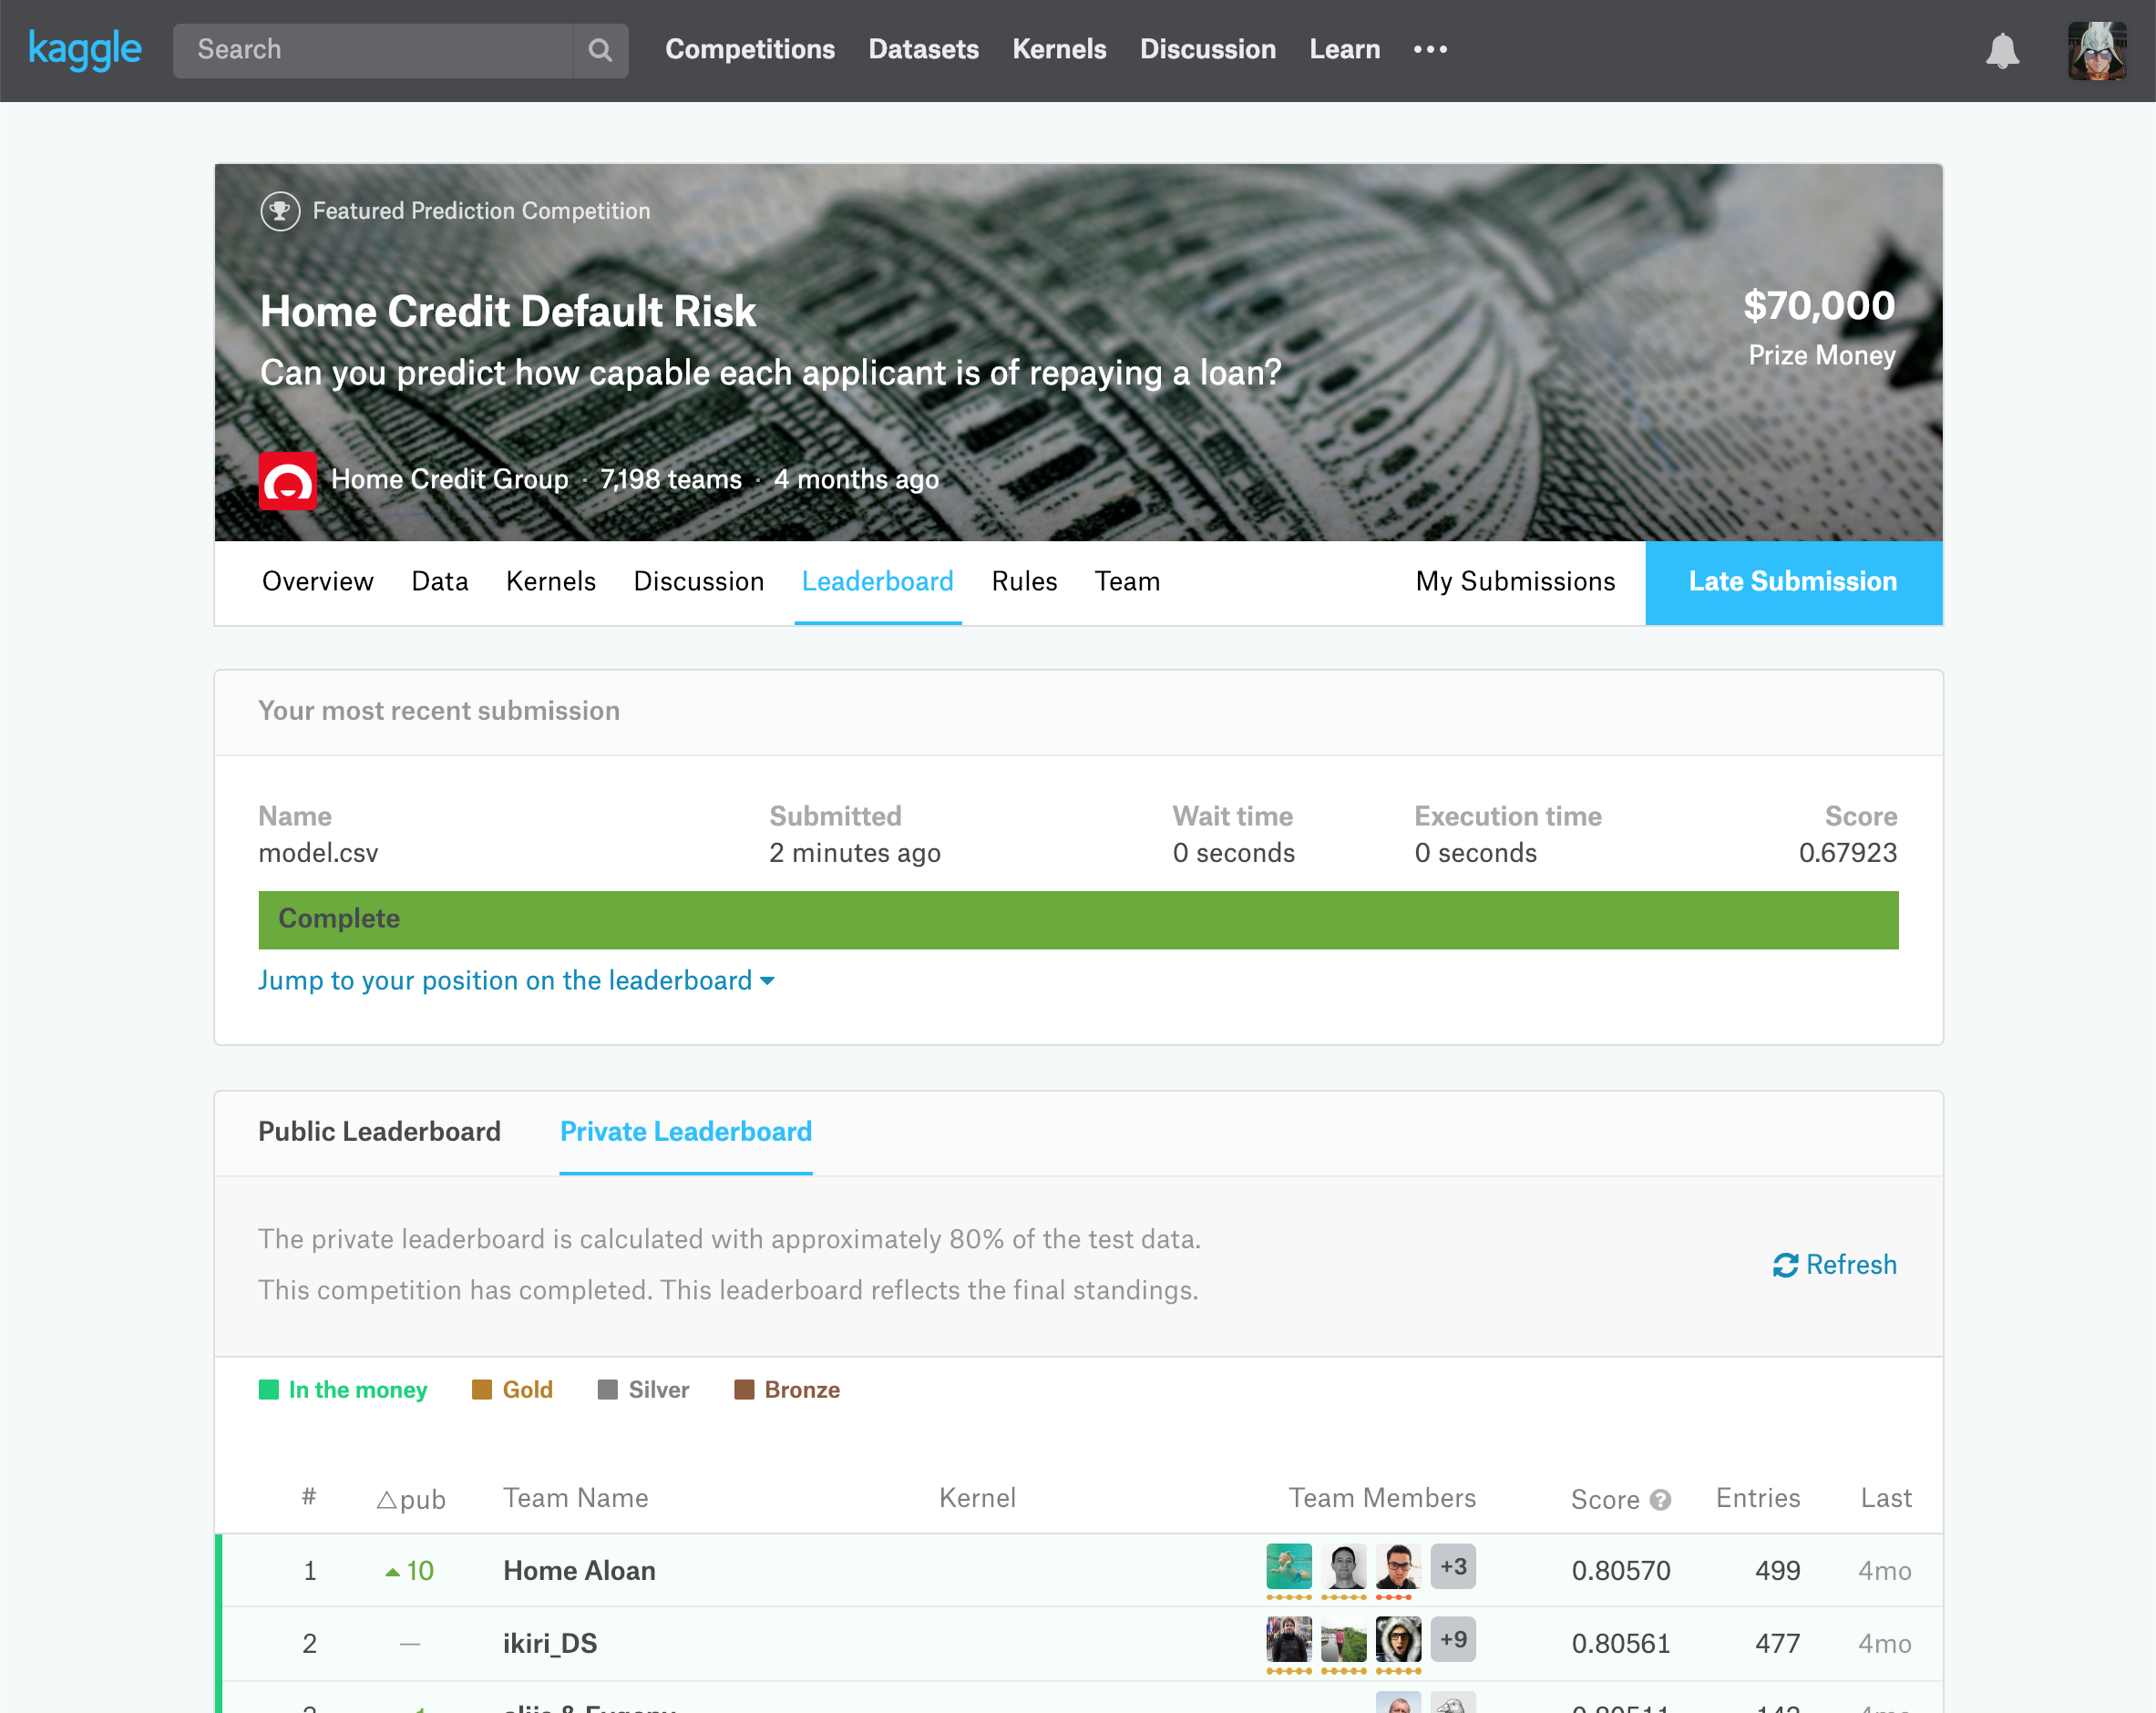 kaggle
Search
Competitions Datasets Kernels Discussion Learn
Featured Prediction Competition
Home Credit Default Risk
Can you predict how capable each applicant is of repaying a loan?
$70,000
Prize Money
Home Credit Group · 7,198 teams · 4 months ago
Overview Data Kernels Discussion Leaderboard Rules Team My Submissions Late Submission
Your most recent submission
Name Submitted Wait time Execution time Score
model.csv 2 minutes ago 0 seconds 0 seconds 0.67923
Complete
Jump to your position on the leaderboard
Public Leaderboard Private Leaderboard
The private leaderboard is calculated with approximately 80% of the test data.
This competition has completed. This leaderboard reflects the final standings.
Refresh
In the money Gold Silver Bronze
# △pub Team Name Kernel Team Members Score ? Entries Last
1 10 Home Aloan +3 0.80570 499 4mo
2 — ikiri_DS +9 0.80561 477 4mo